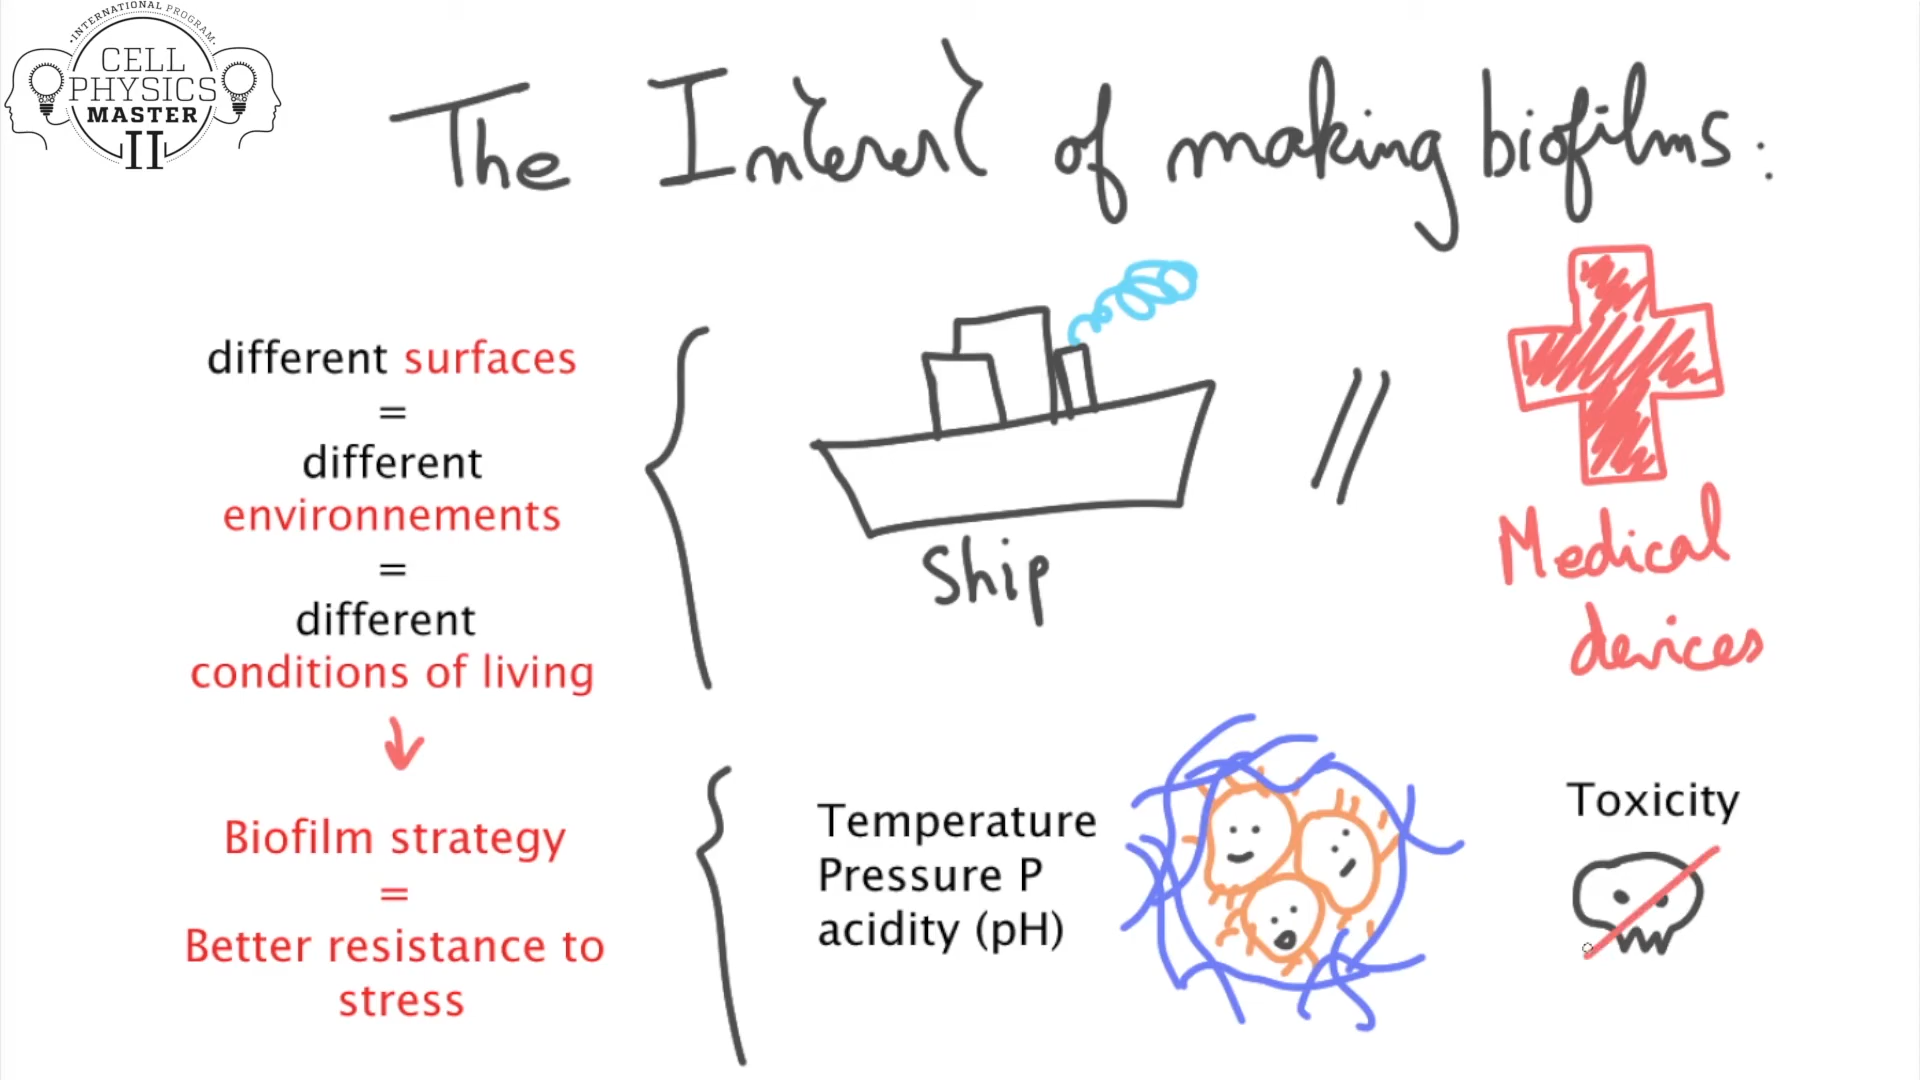 ·INTERNATIONAL PROGRAM·
CELL
PHYSICS
MASTER
II
The Interest of making biofilms:
different surfaces
=
different
environnements
=
different
conditions of living
Ship
//
Medical
devices
Biofilm strategy
=
Better resistance to
stress
Temperature
Pressure P
acidity (pH)
Toxicity